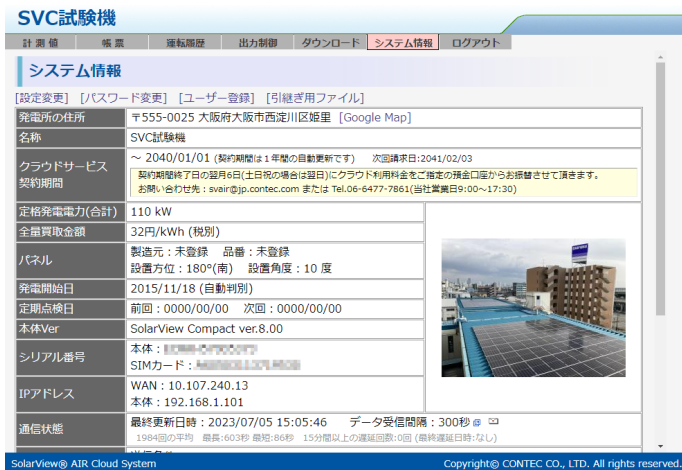 SVC試験機
計 測 値 帳 票 運転履歴 出力制御 ダウンロード システム情報 ログアウト
システム情報
[設定変更] [パスワード変更] [ユーザー登録] [引継ぎ用ファイル]
発電所の住所 〒555-0025 大阪府大阪市西淀川区姫里 [Google Map]
名称 SVC試験機
クラウドサービス
契約期間
～ 2040/01/01 (契約期間は１年間の自動更新です) 次回請求日:2041/02/03
契約期間終了日の翌月6日(土日祝の場合は翌日)にクラウド利用料金をご指定の預金口座からお振替させて頂きます。
お問い合わせ先：svair@jp.contec.com または Tel.06-6477-7861(当社営業日9:00～17:30)
定格発電電力(合計) 110 kW
全量買取金額 32円/kWh (税別)
パネル
製造元：未登録 品番：未登録
設置方位：180°(南) 設置角度：10 度
発電開始日 2015/11/18 (自動判別)
定期点検日 前回：0000/00/00 次回：0000/00/00
本体Ver SolarView Compact ver.8.00
シリアル番号
本体：
SIMカード：
IPアドレス
WAN：10.107.240.13
本体：192.168.1.101
通信状態
最終更新日時：2023/07/05 15:05:46 データ受信間隔：300秒
1984回の平均 最長:603秒 最短:86秒 15分間以上の遅延回数:0回 (最終遅延日時:なし)
SolarView® AIR Cloud System Copyright© CONTEC CO., LTD. All rights reserved.